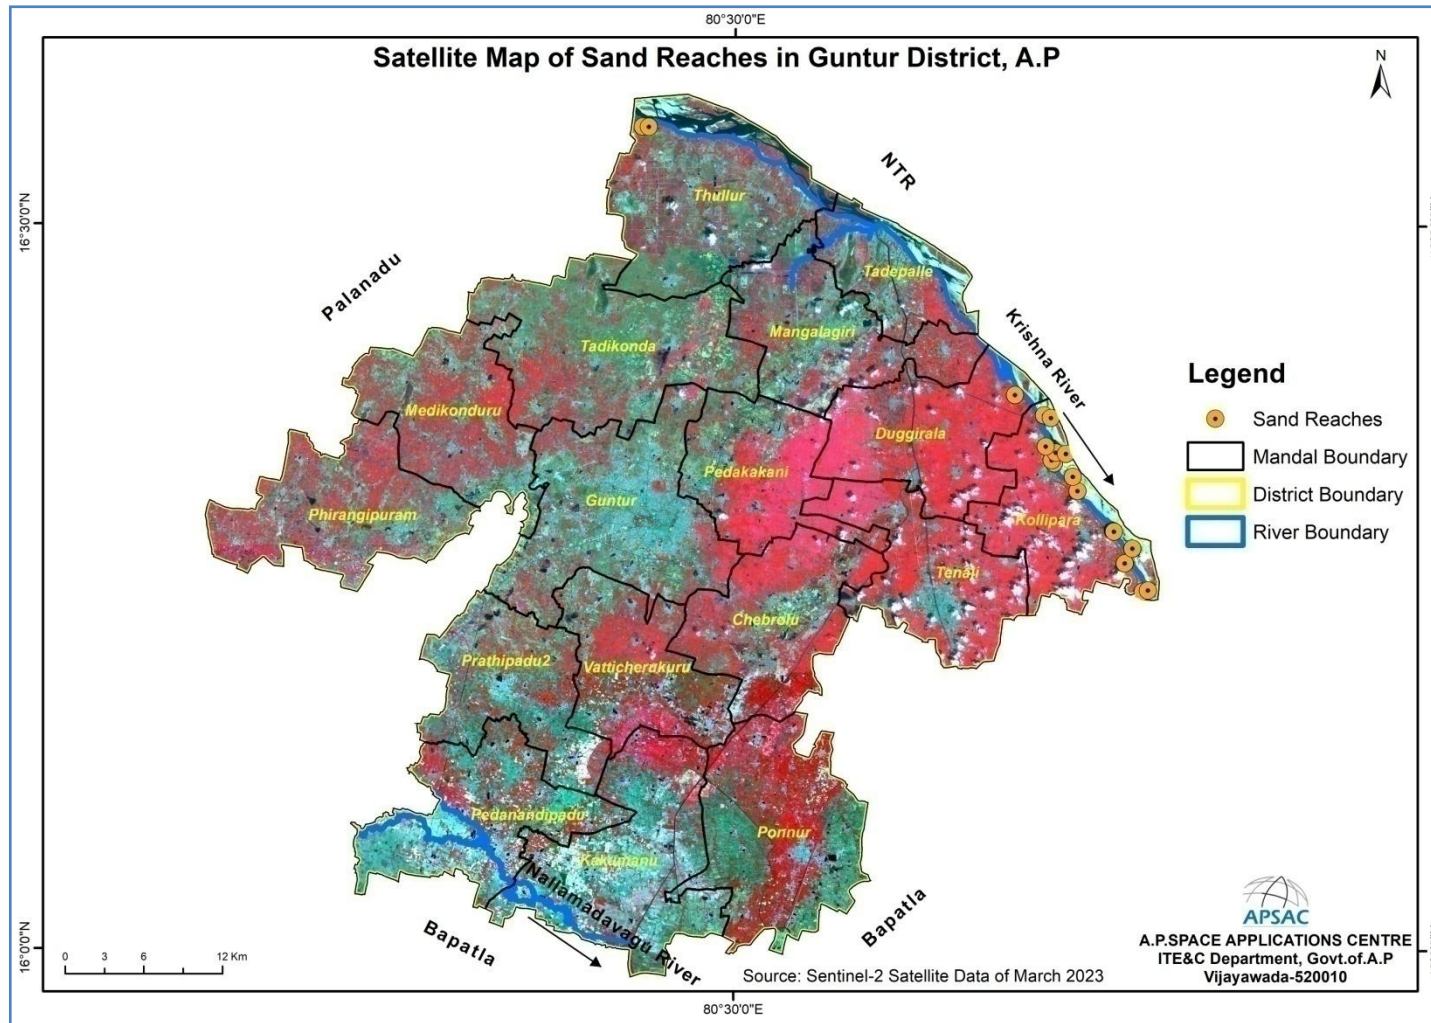 80°30'0"E
Satellite Map of Sand Reaches in Guntur District, A.P
N
NTR
Thullur
16°30'0"N
Palanadu
Tadepalle
Krishna River
Mangalagiri
Tadikonda
Medikonduru
Duggirala
Pedakakani
Guntur
Phirangipuram
Kollipara
Tenali
Chebrolu
Prathipadu2
Vatticherukuru
Pedanandipadu
Ponnur
Kakumanu
Nallamadavagu River
Bapatla
Bapatla
Legend
Sand Reaches
Mandal Boundary
District Boundary
River Boundary
16°0'0"N
0 3 6 12 Km
APSAC
A.P.SPACE APPLICATIONS CENTRE
ITE&C Department, Govt.of.A.P
Vijayawada-520010
Source: Sentinel-2 Satellite Data of March 2023
80°30'0"E